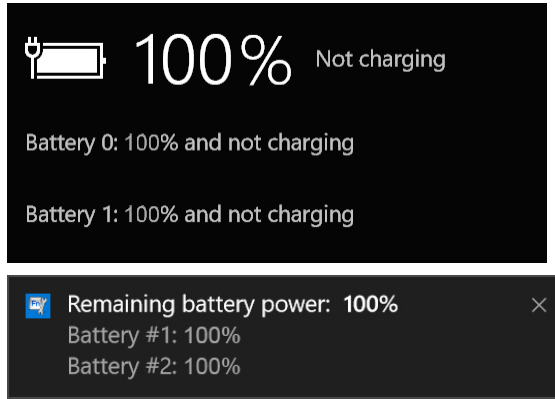 100% Not charging
Battery 0: 100% and not charging
Battery 1: 100% and not charging
Fn
Remaining battery power: 100%
Battery #1: 100%
Battery #2: 100%